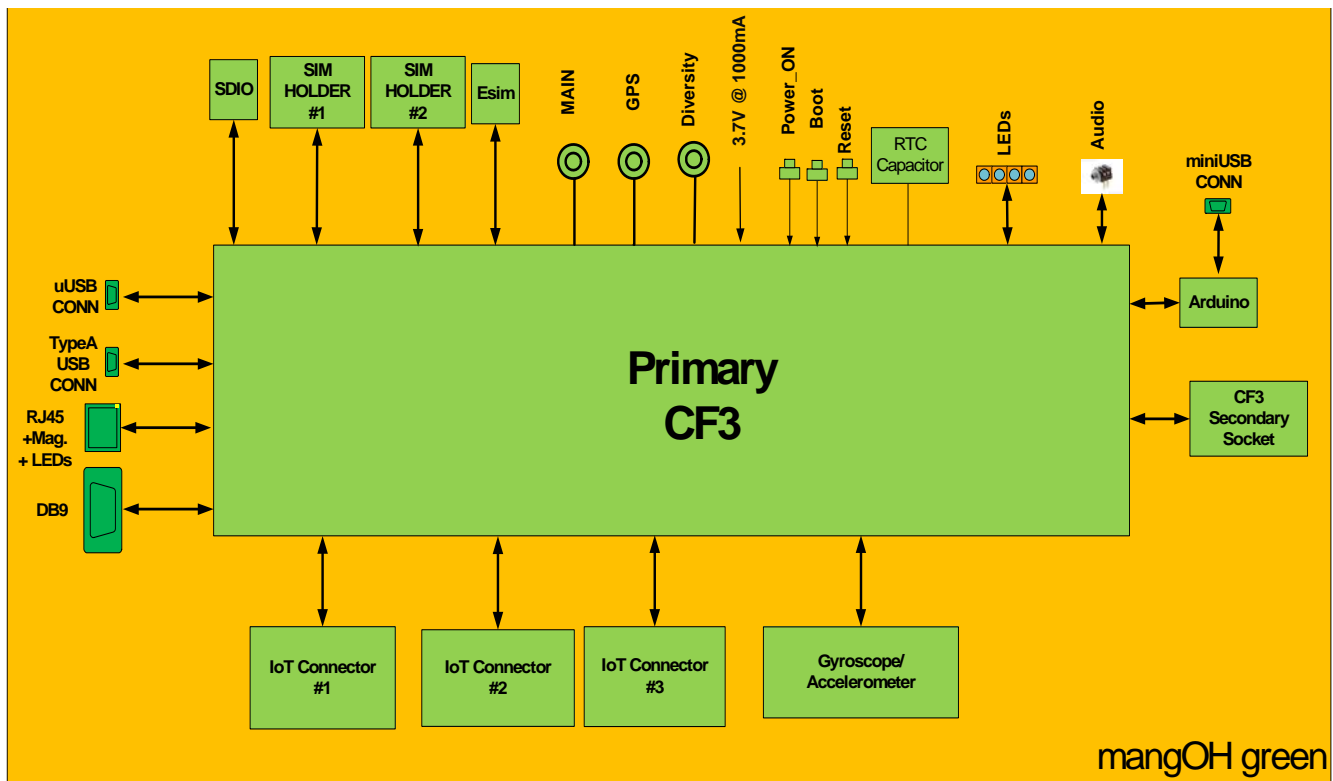 SDIO
SIM
HOLDER
#1
SIM
HOLDER
#2
Esim
MAIN
GPS
Diversity
3.7V @ 1000mA
Power_ON
Boot
Reset
RTC
Capacitor
LEDs
Audio
miniUSB
CONN
uUSB
CONN
TypeA
USB
CONN
RJ45
+Mag.
+ LEDs
DB9
Primary
CF3
Arduino
CF3
Secondary
Socket
IoT Connector
#1
IoT Connector
#2
IoT Connector
#3
Gyroscope/
Accelerometer
mangOH green